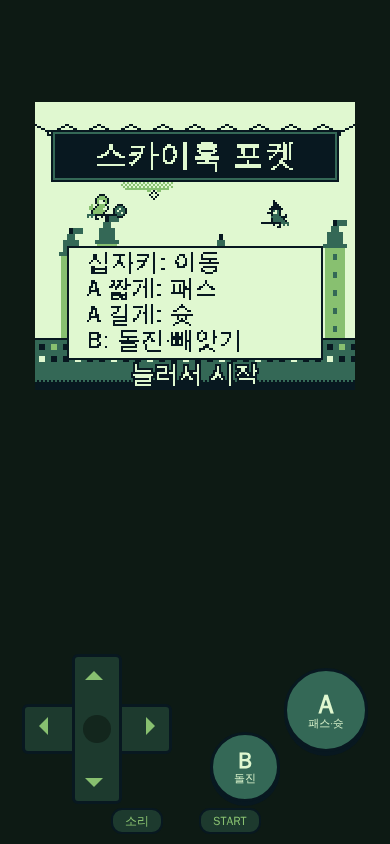 스카이훅 포켓
십자키: 이동
A 짧게: 패스
A 길게: 슛
B: 돌진·빼앗기
눌러서 시작
A
패스·슛
B
돌진
소리
START